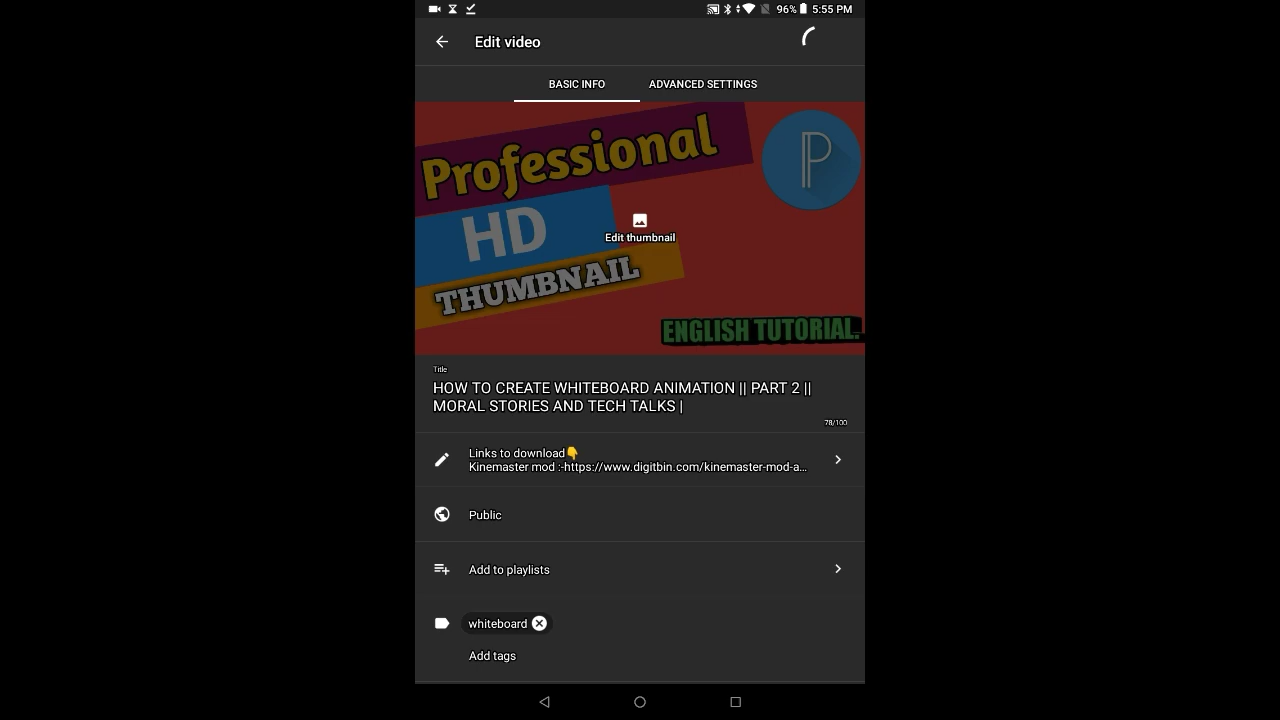 96% 5:55 PM
Edit video
BASIC INFO ADVANCED SETTINGS
Professional
P
HD
Edit thumbnail
THUMBNAIL
ENGLISH TUTORIAL.
Title
HOW TO CREATE WHITEBOARD ANIMATION || PART 2 ||
MORAL STORIES AND TECH TALKS |
78/100
Links to download👇
Kinemaster mod :-https://www.digitbin.com/kinemaster-mod-a...
Public
Add to playlists
whiteboard
Add tags